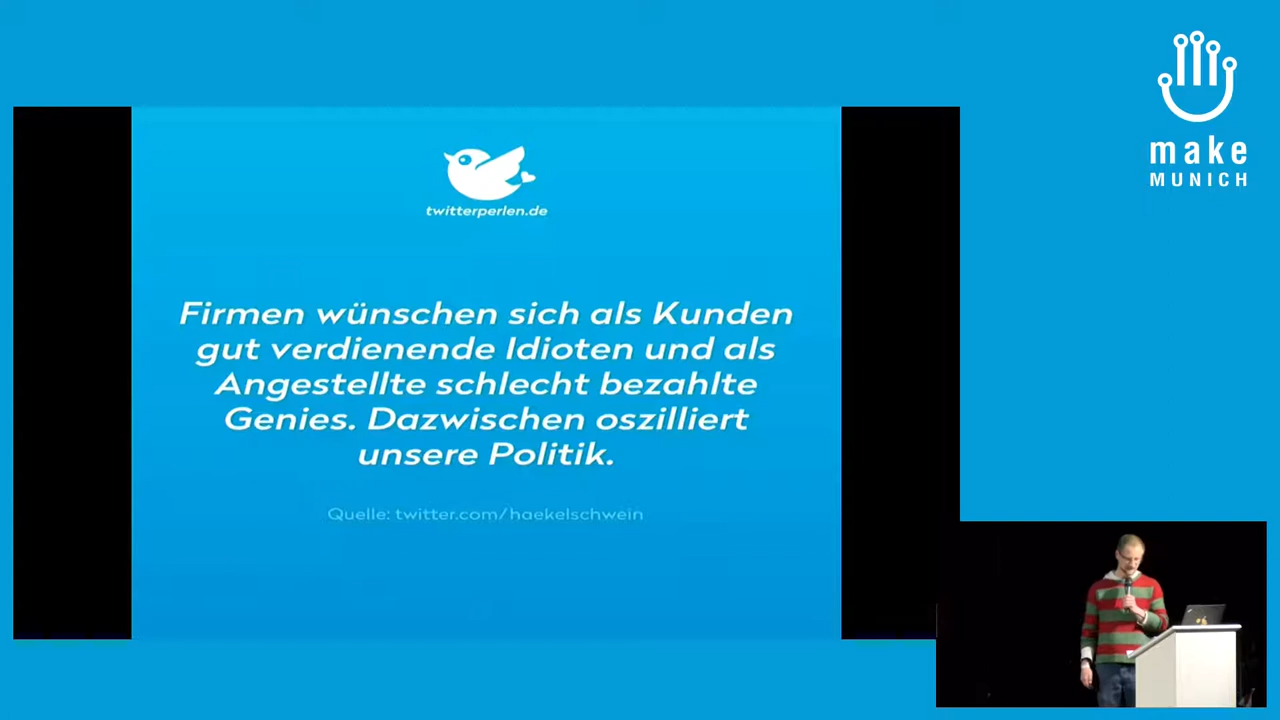 make
MUNICH
twitterperlen.de
Firmen wünschen sich als Kunden
gut verdienende Idioten und als
Angestellte schlecht bezahlte
Genies. Dazwischen oszilliert
unsere Politik.
Quelle: twitter.com/haekelschwein